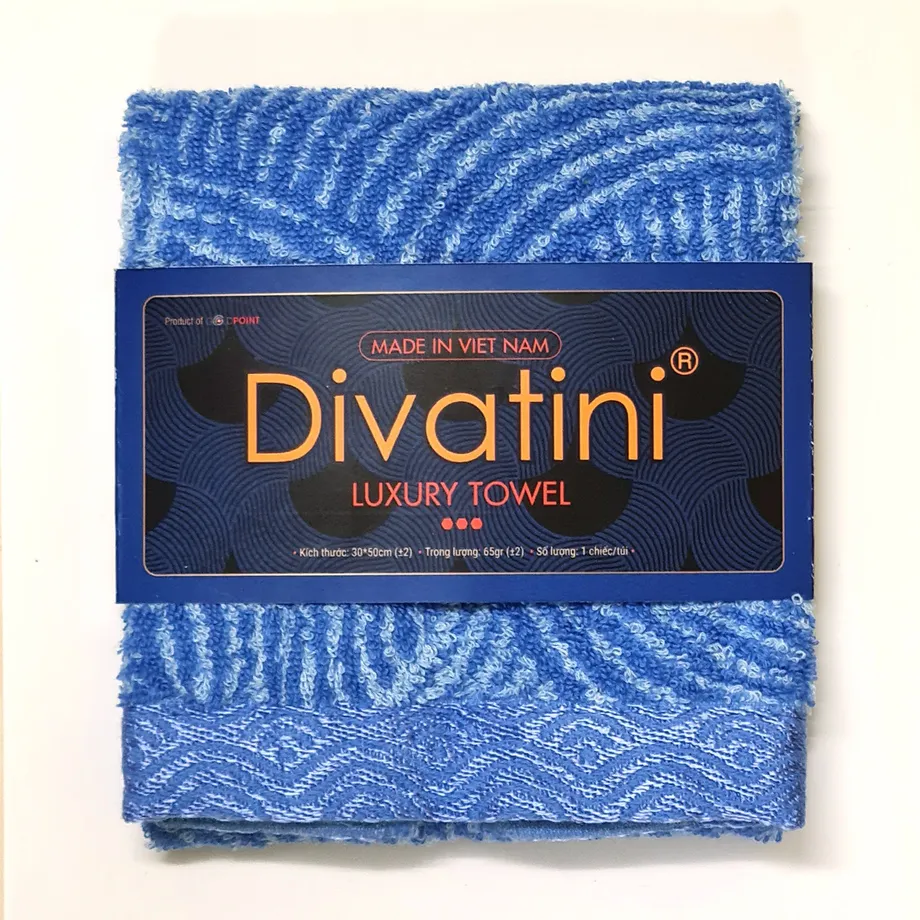 Product of GOODPOINT
MADE IN VIET NAM
Divatini®
LUXURY TOWEL
• Kích thước: 30*50cm (±2) • Trọng lượng: 65gr (±2) • Số lượng: 1 chiếc/túi •